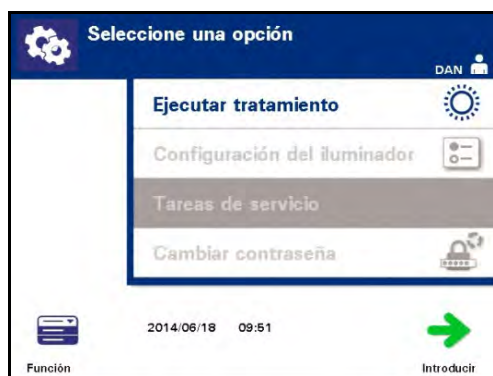 Seleccione una opción
DAN
Ejecutar tratamiento
Configuración del iluminador
Tareas de servicio
Cambiar contraseña
2014/06/18 09:51
Función
Introducir